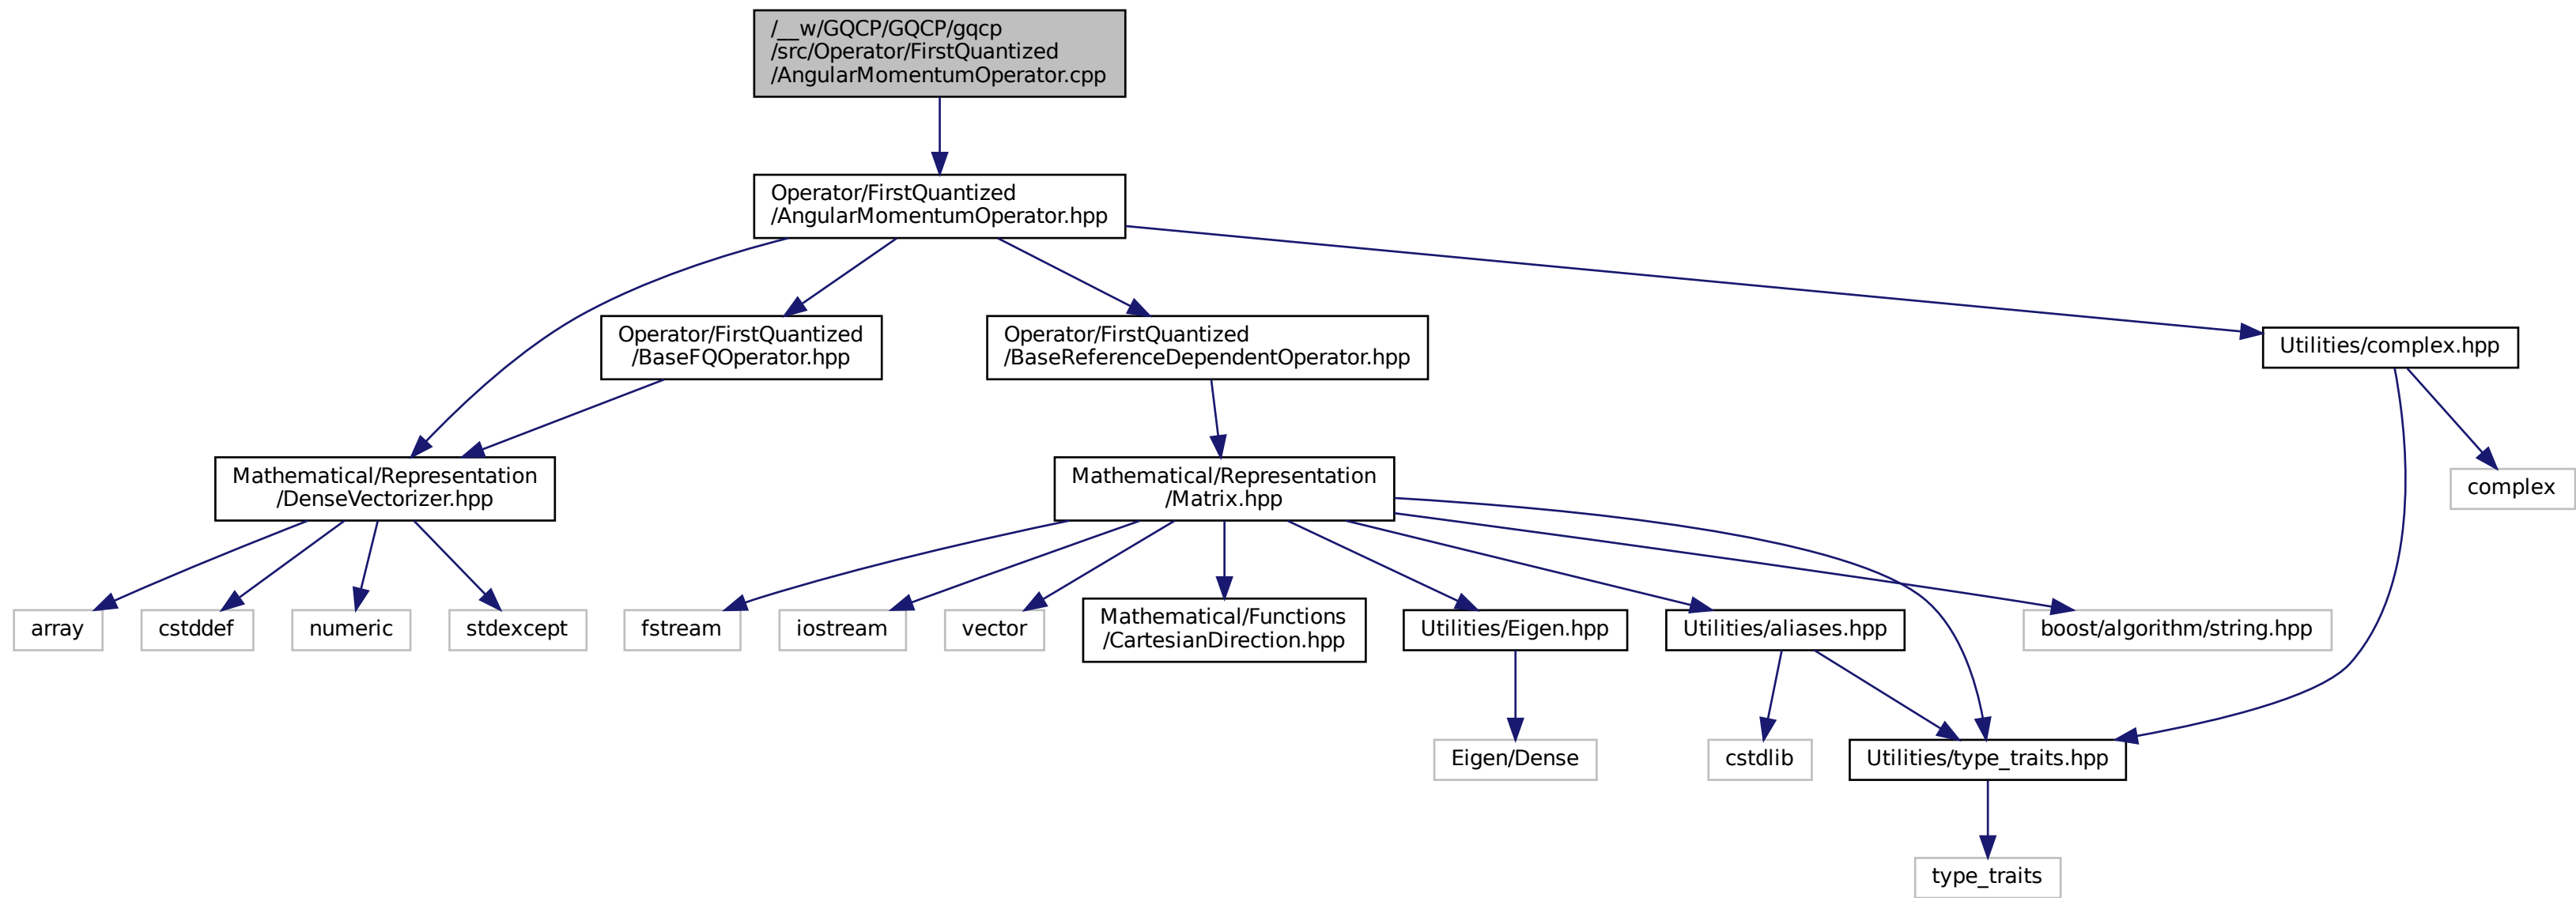 /__w/GQCP/GQCP/gqcp
/src/Operator/FirstQuantized
/AngularMomentumOperator.cpp
Operator/FirstQuantized
/AngularMomentumOperator.hpp
Operator/FirstQuantized
/BaseFQOperator.hpp
Operator/FirstQuantized
/BaseReferenceDependentOperator.hpp
Utilities/complex.hpp
Mathematical/Representation
/DenseVectorizer.hpp
Mathematical/Representation
/Matrix.hpp
complex
array
cstddef
numeric
stdexcept
fstream
iostream
vector
Mathematical/Functions
/CartesianDirection.hpp
Utilities/Eigen.hpp
Utilities/aliases.hpp
boost/algorithm/string.hpp
Eigen/Dense
cstdlib
Utilities/type_traits.hpp
type_traits